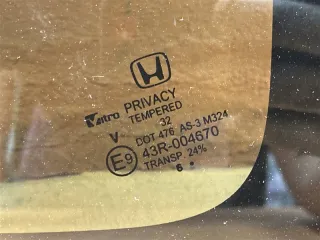 PRIVACY
Vitro TEMPERED
32
V DOT 476 AS-3 M324
E9 43R-004670
TRANSP. 24%
6 .